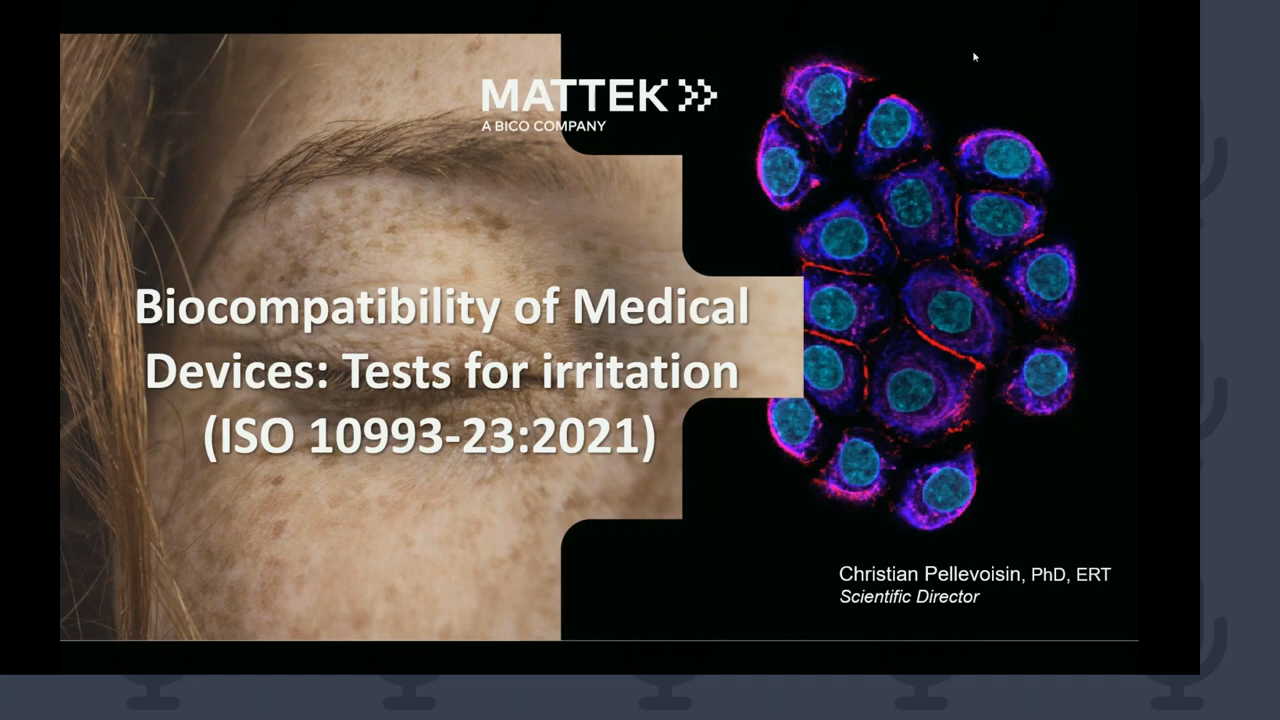 MATTEK
A BICO COMPANY
Biocompatibility of Medical
Devices: Tests for irritation
(ISO 10993-23:2021)
Christian Pellevoisin, PhD, ERT
Scientific Director